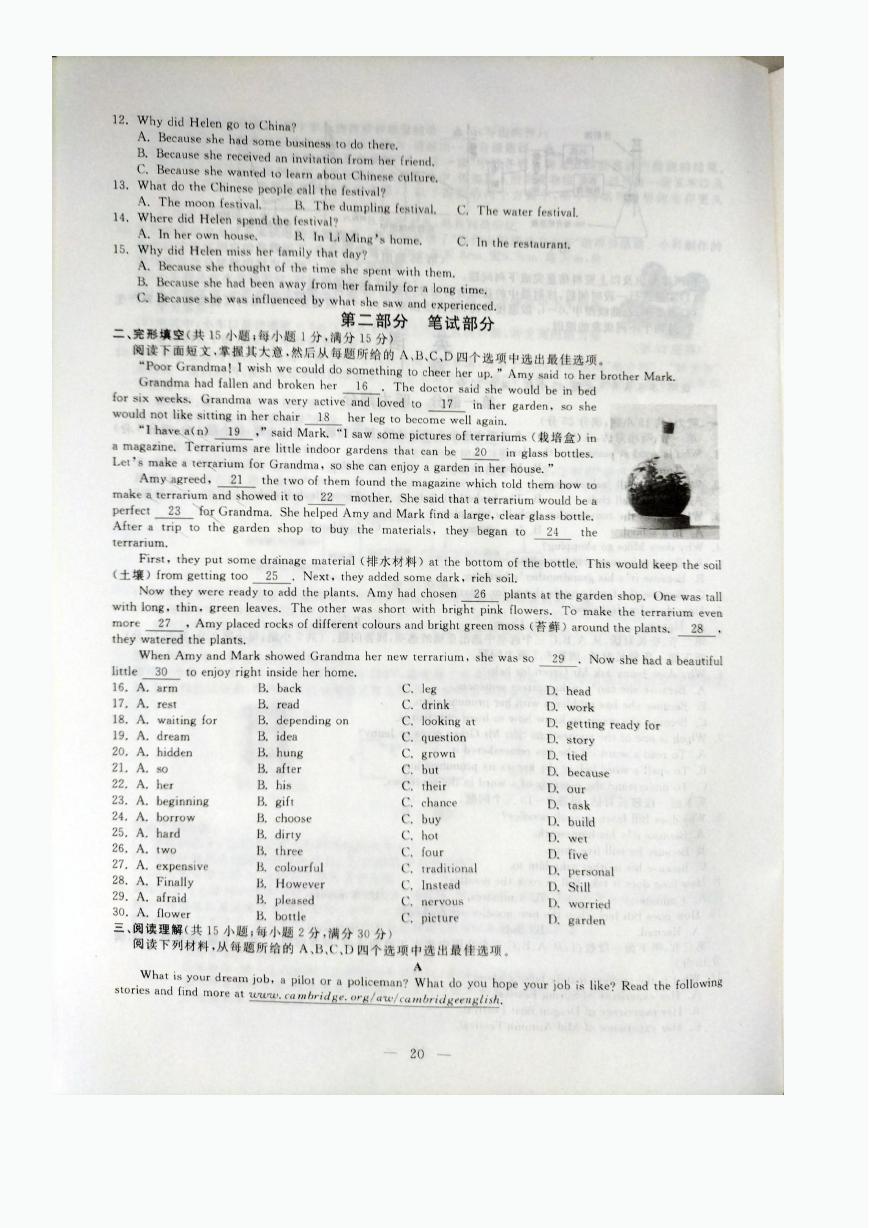 12. Why did Helen go to China?
A. Because she had some business to do there.
B. Because she received an invitation from her friend.
C. Because she wanted to learn about Chinese culture.
13. What do the Chinese people call the festival?
A. The moon festival. B. The dumpling festival. C. The water festival.
14. Where did Helen spend the festival?
A. In her own house. B. In Li Ming's home. C. In the restaurant.
15. Why did Helen miss her family that day?
A. Because she thought of the time she spent with them.
B. Because she had been away from her family for a long time.
C. Because she was influenced by what she saw and experienced.
第二部分 笔试部分
二、完形填空(共 15 小题;每小题 1 分,满分 15 分)
阅读下面短文,掌握其大意,然后从每题所给的 A、B、C、D 四个选项中选出最佳选项。
"Poor Grandma! I wish we could do something to cheer her up." Amy said to her brother Mark.
Grandma had fallen and broken her 16 . The doctor said she would be in bed
for six weeks. Grandma was very active and loved to 17 in her garden, so she
would not like sitting in her chair 18 her leg to become well again.
"I have a(n) 19 ," said Mark. "I saw some pictures of terrariums (栽培盒) in
a magazine. Terrariums are little indoor gardens that can be 20 in glass bottles.
Let's make a terrarium for Grandma, so she can enjoy a garden in her house."
Amy agreed, 21 the two of them found the magazine which told them how to
make a terrarium and showed it to 22 mother. She said that a terrarium would be a
perfect 23 for Grandma. She helped Amy and Mark find a large, clear glass bottle.
After a trip to the garden shop to buy the materials, they began to 24 the
terrarium.
First, they put some drainage material (排水材料) at the bottom of the bottle. This would keep the soil
(土壤) from getting too 25 . Next, they added some dark, rich soil.
Now they were ready to add the plants. Amy had chosen 26 plants at the garden shop. One was tall
with long, thin, green leaves. The other was short with bright pink flowers. To make the terrarium even
more 27 , Amy placed rocks of different colours and bright green moss (苔藓) around the plants. 28 ,
they watered the plants.
When Amy and Mark showed Grandma her new terrarium, she was so 29 . Now she had a beautiful
little 30 to enjoy right inside her home.
16. A. arm B. back C. leg D. head
17. A. rest B. read C. drink D. work
18. A. waiting for B. depending on C. looking at D. getting ready for
19. A. dream B. idea C. question D. story
20. A. hidden B. hung C. grown D. tied
21. A. so B. after C. but D. because
22. A. her B. his C. their D. our
23. A. beginning B. gift C. chance D. task
24. A. borrow B. choose C. buy D. build
25. A. hard B. dirty C. hot D. wet
26. A. two B. three C. four D. five
27. A. expensive B. colourful C. traditional D. personal
28. A. Finally B. However C. Instead D. Still
29. A. afraid B. pleased C. nervous D. worried
30. A. flower B. bottle C. picture D. garden
三、阅读理解(共 15 小题;每小题 2 分,满分 30 分)
阅读下列材料,从每题所给的 A、B、C、D 四个选项中选出最佳选项。
A
What is your dream job, a pilot or a policeman? What do you hope your job is like? Read the following
stories and find more at www.cambridge.org/aw/cambridgeenglish.
— 20 —